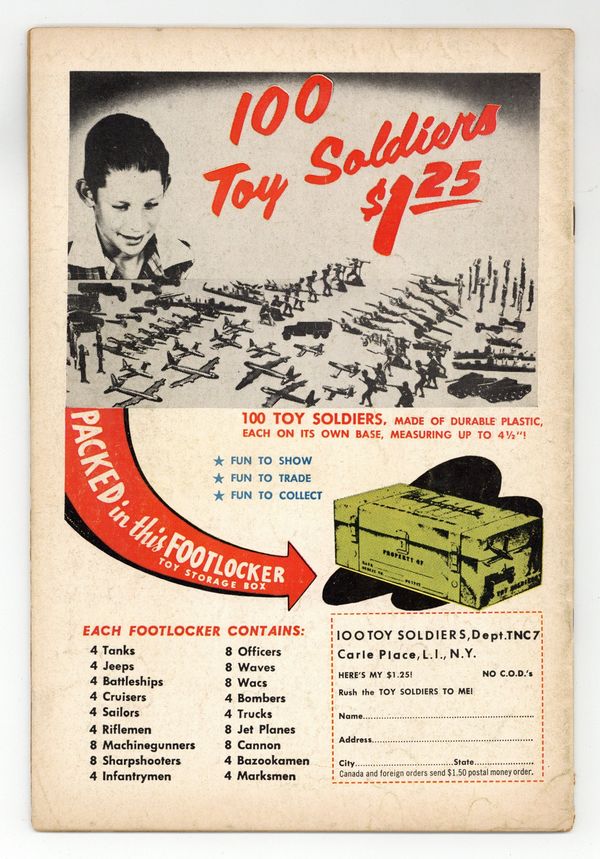 100
Toy Soldiers
$1.25
100 TOY SOLDIERS, MADE OF DURABLE PLASTIC,
EACH ON ITS OWN BASE, MEASURING UP TO 4½"!
PACKED in this FOOTLOCKER
TOY STORAGE BOX
★ FUN TO SHOW
★ FUN TO TRADE
★ FUN TO COLLECT
PROPERTY OF
TOY SOLDIERS
EACH FOOTLOCKER CONTAINS:
4 Tanks
4 Jeeps
4 Battleships
4 Cruisers
4 Sailors
4 Riflemen
8 Machinegunners
8 Sharpshooters
4 Infantrymen
8 Officers
8 Waves
8 Wacs
4 Bombers
4 Trucks
8 Jet Planes
8 Cannon
4 Bazookamen
4 Marksmen
100 TOY SOLDIERS, Dept. TNC7
Carle Place, L.I., N.Y.
HERE'S MY $1.25! NO C.O.D.'s
Rush the TOY SOLDIERS TO ME!
Name
Address
City State
Canada and foreign orders send $1.50 postal money order.